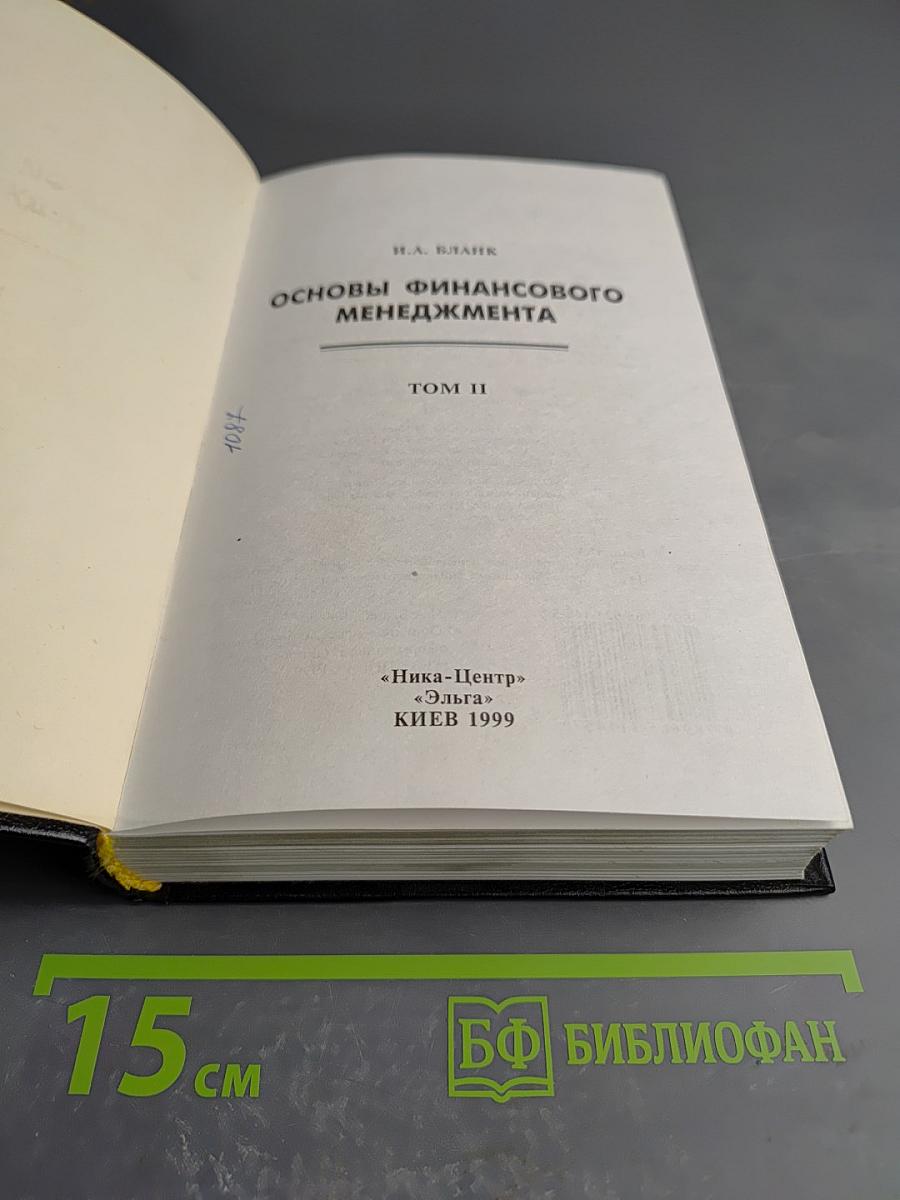 И.А. БЛАНК
ОСНОВЫ ФИНАНСОВОГО
МЕНЕДЖМЕНТА
ТОМ II
1087
«Ника-Центр»
«Эльга»
КИЕВ 1999
15 см
БФ БИБЛИОФАН